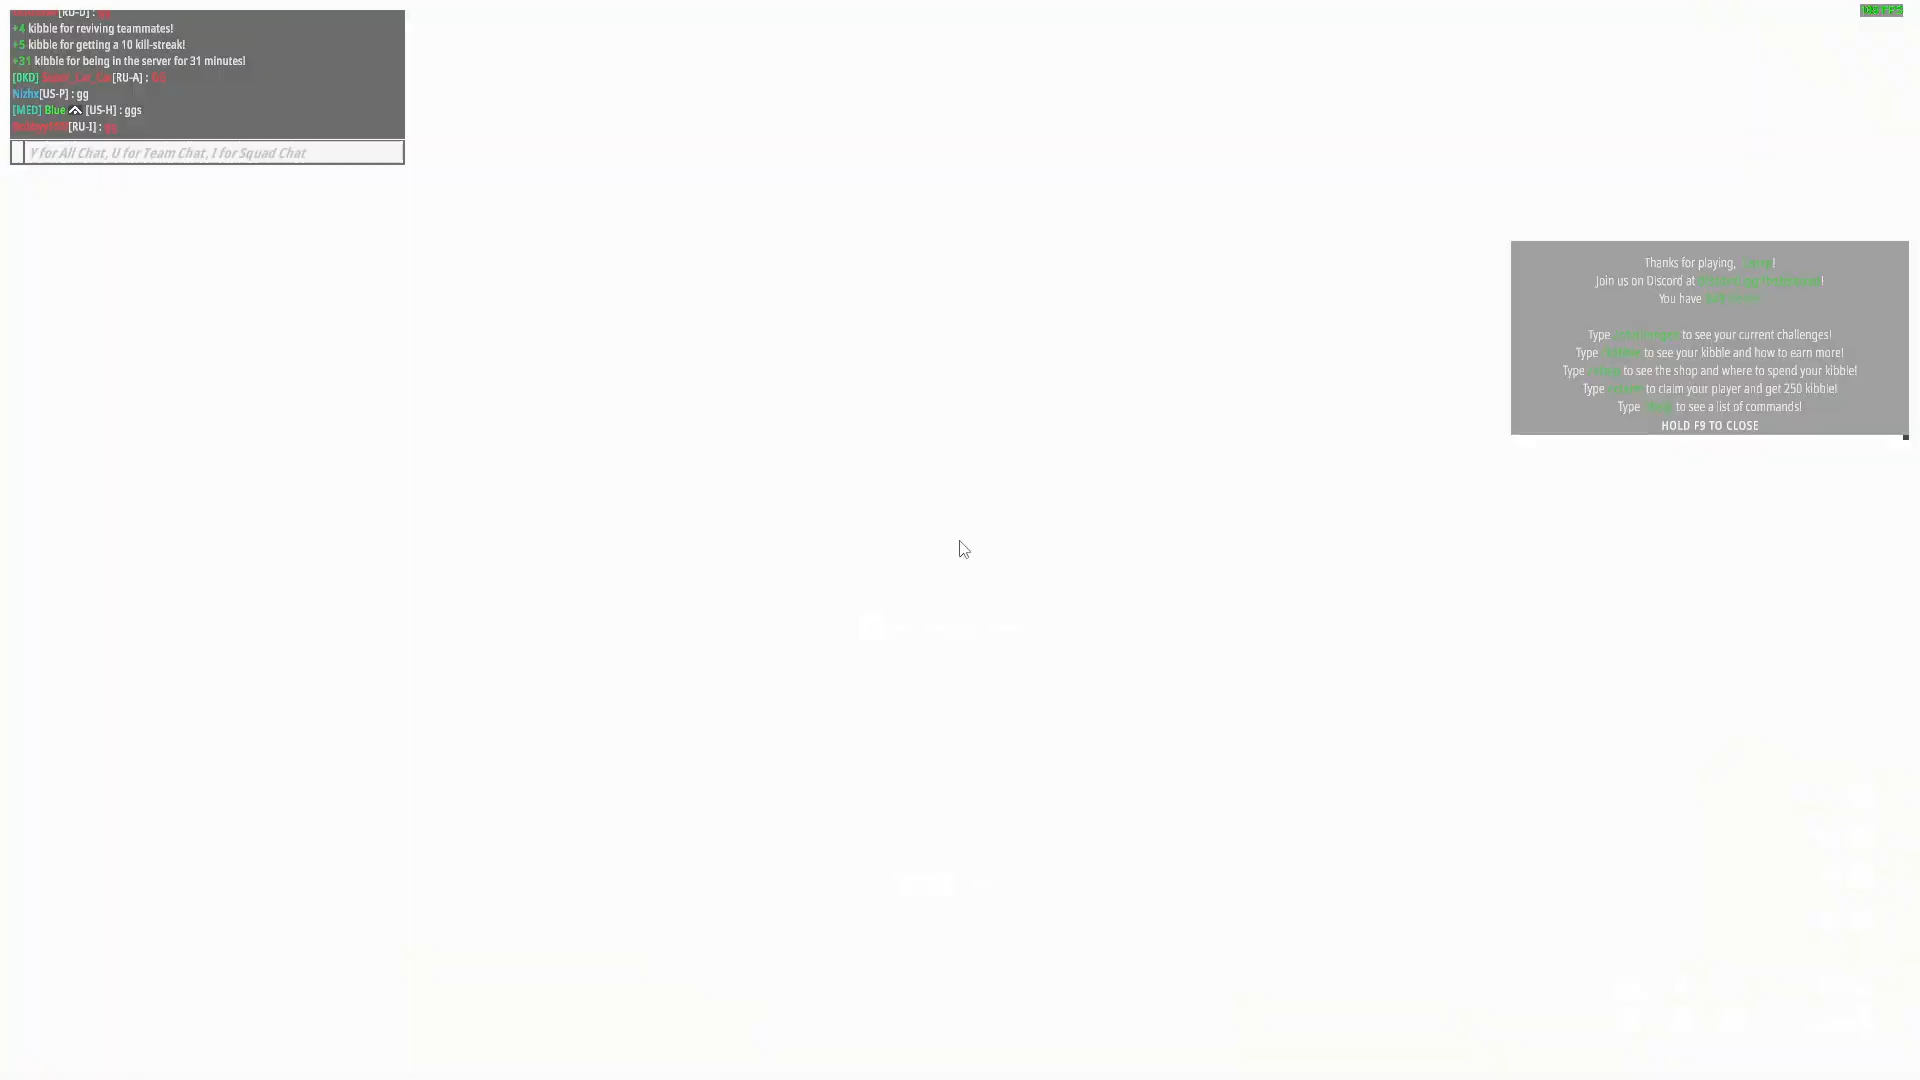 [RU-D] : gg
+4 kibble for reviving teammates!
+5 kibble for getting a 10 kill-streak!
+31 kibble for being in the server for 31 minutes!
[0KD] [RU-A] : GG
Nizhx[US-P] : gg
[MED] Blue [US-H] : ggs
[RU-I] : gg
Y for All Chat, U for Team Chat, I for Squad Chat
Thanks for playing, !
Join us on Discord at !
You have
Type to see your current challenges!
Type to see your kibble and how to earn more!
Type to see the shop and where to spend your kibble!
Type to claim your player and get 250 kibble!
Type to see a list of commands!
HOLD F9 TO CLOSE